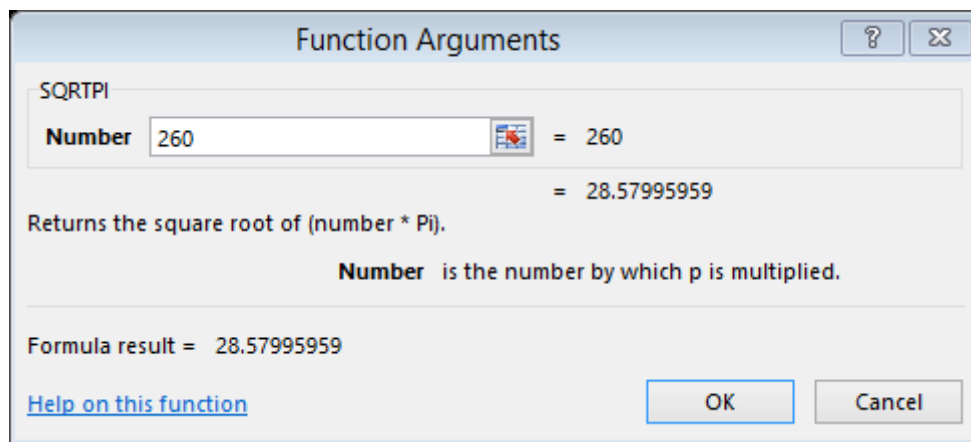 Function Arguments
SQRTPI
Number 260 = 260
= 28.57995959
Returns the square root of (number * Pi).
Number is the number by which p is multiplied.
Formula result = 28.57995959
Help on this function
OK Cancel